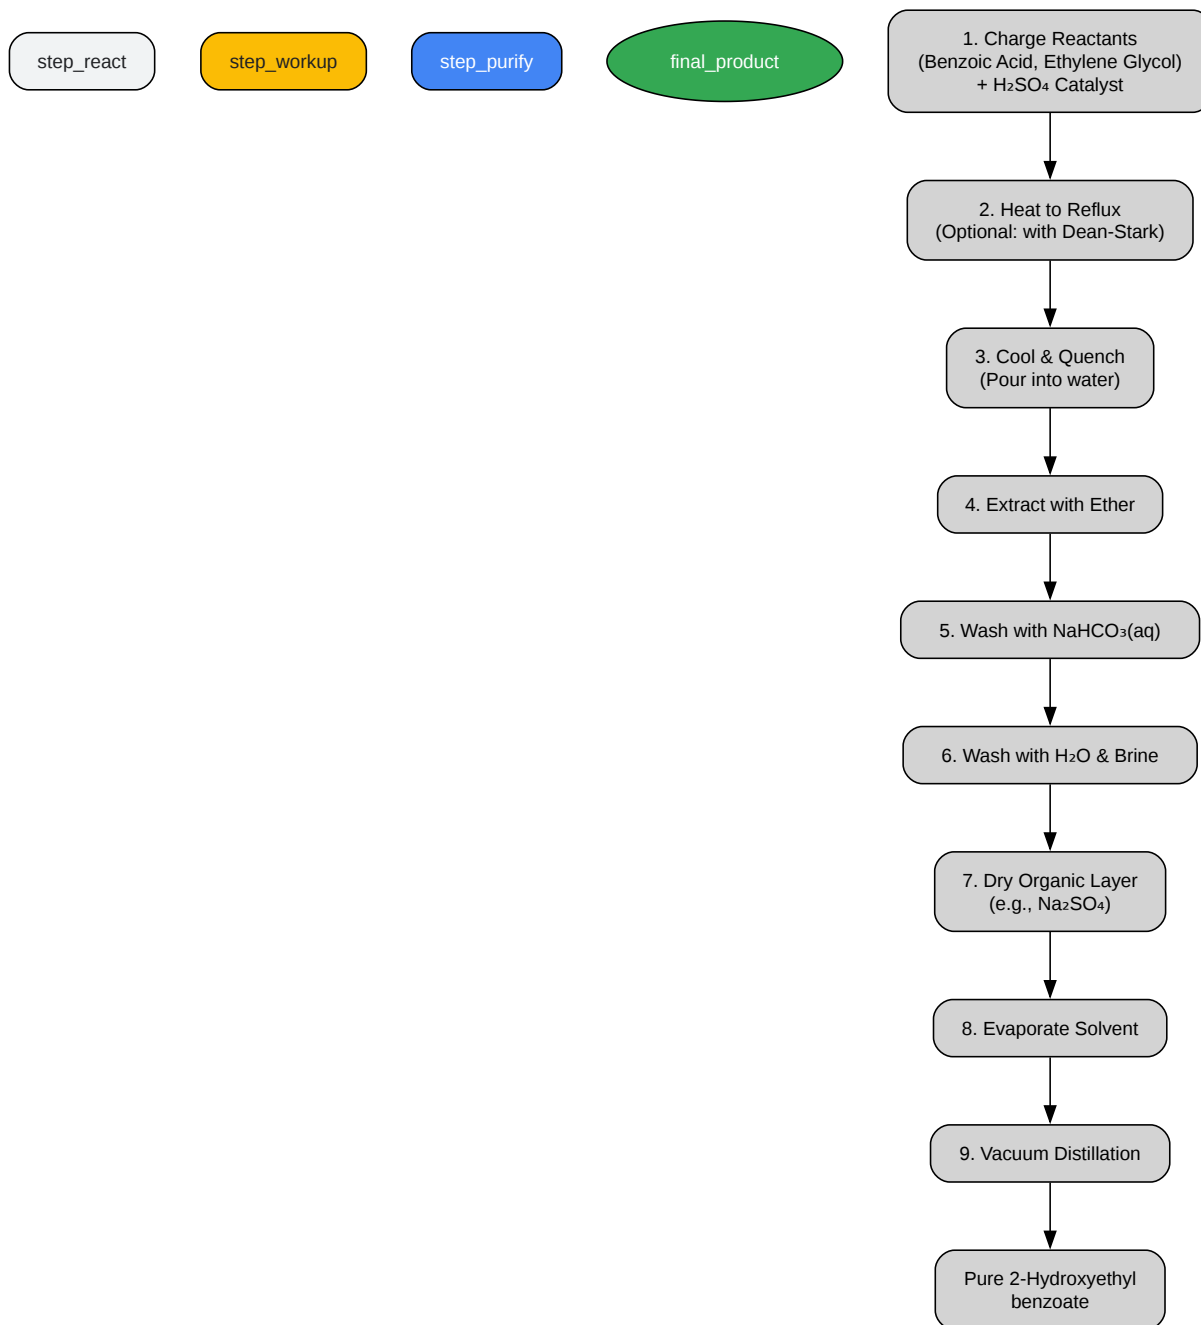 step_react
step_workup
step_purify
final_product
1. Charge Reactants
(Benzoic Acid, Ethylene Glycol)
+ H₂SO₄ Catalyst
2. Heat to Reflux
(Optional: with Dean-Stark)
3. Cool & Quench
(Pour into water)
4. Extract with Ether
5. Wash with NaHCO₃(aq)
6. Wash with H₂O & Brine
7. Dry Organic Layer
(e.g., Na₂SO₄)
8. Evaporate Solvent
9. Vacuum Distillation
Pure 2-Hydroxyethyl
benzoate